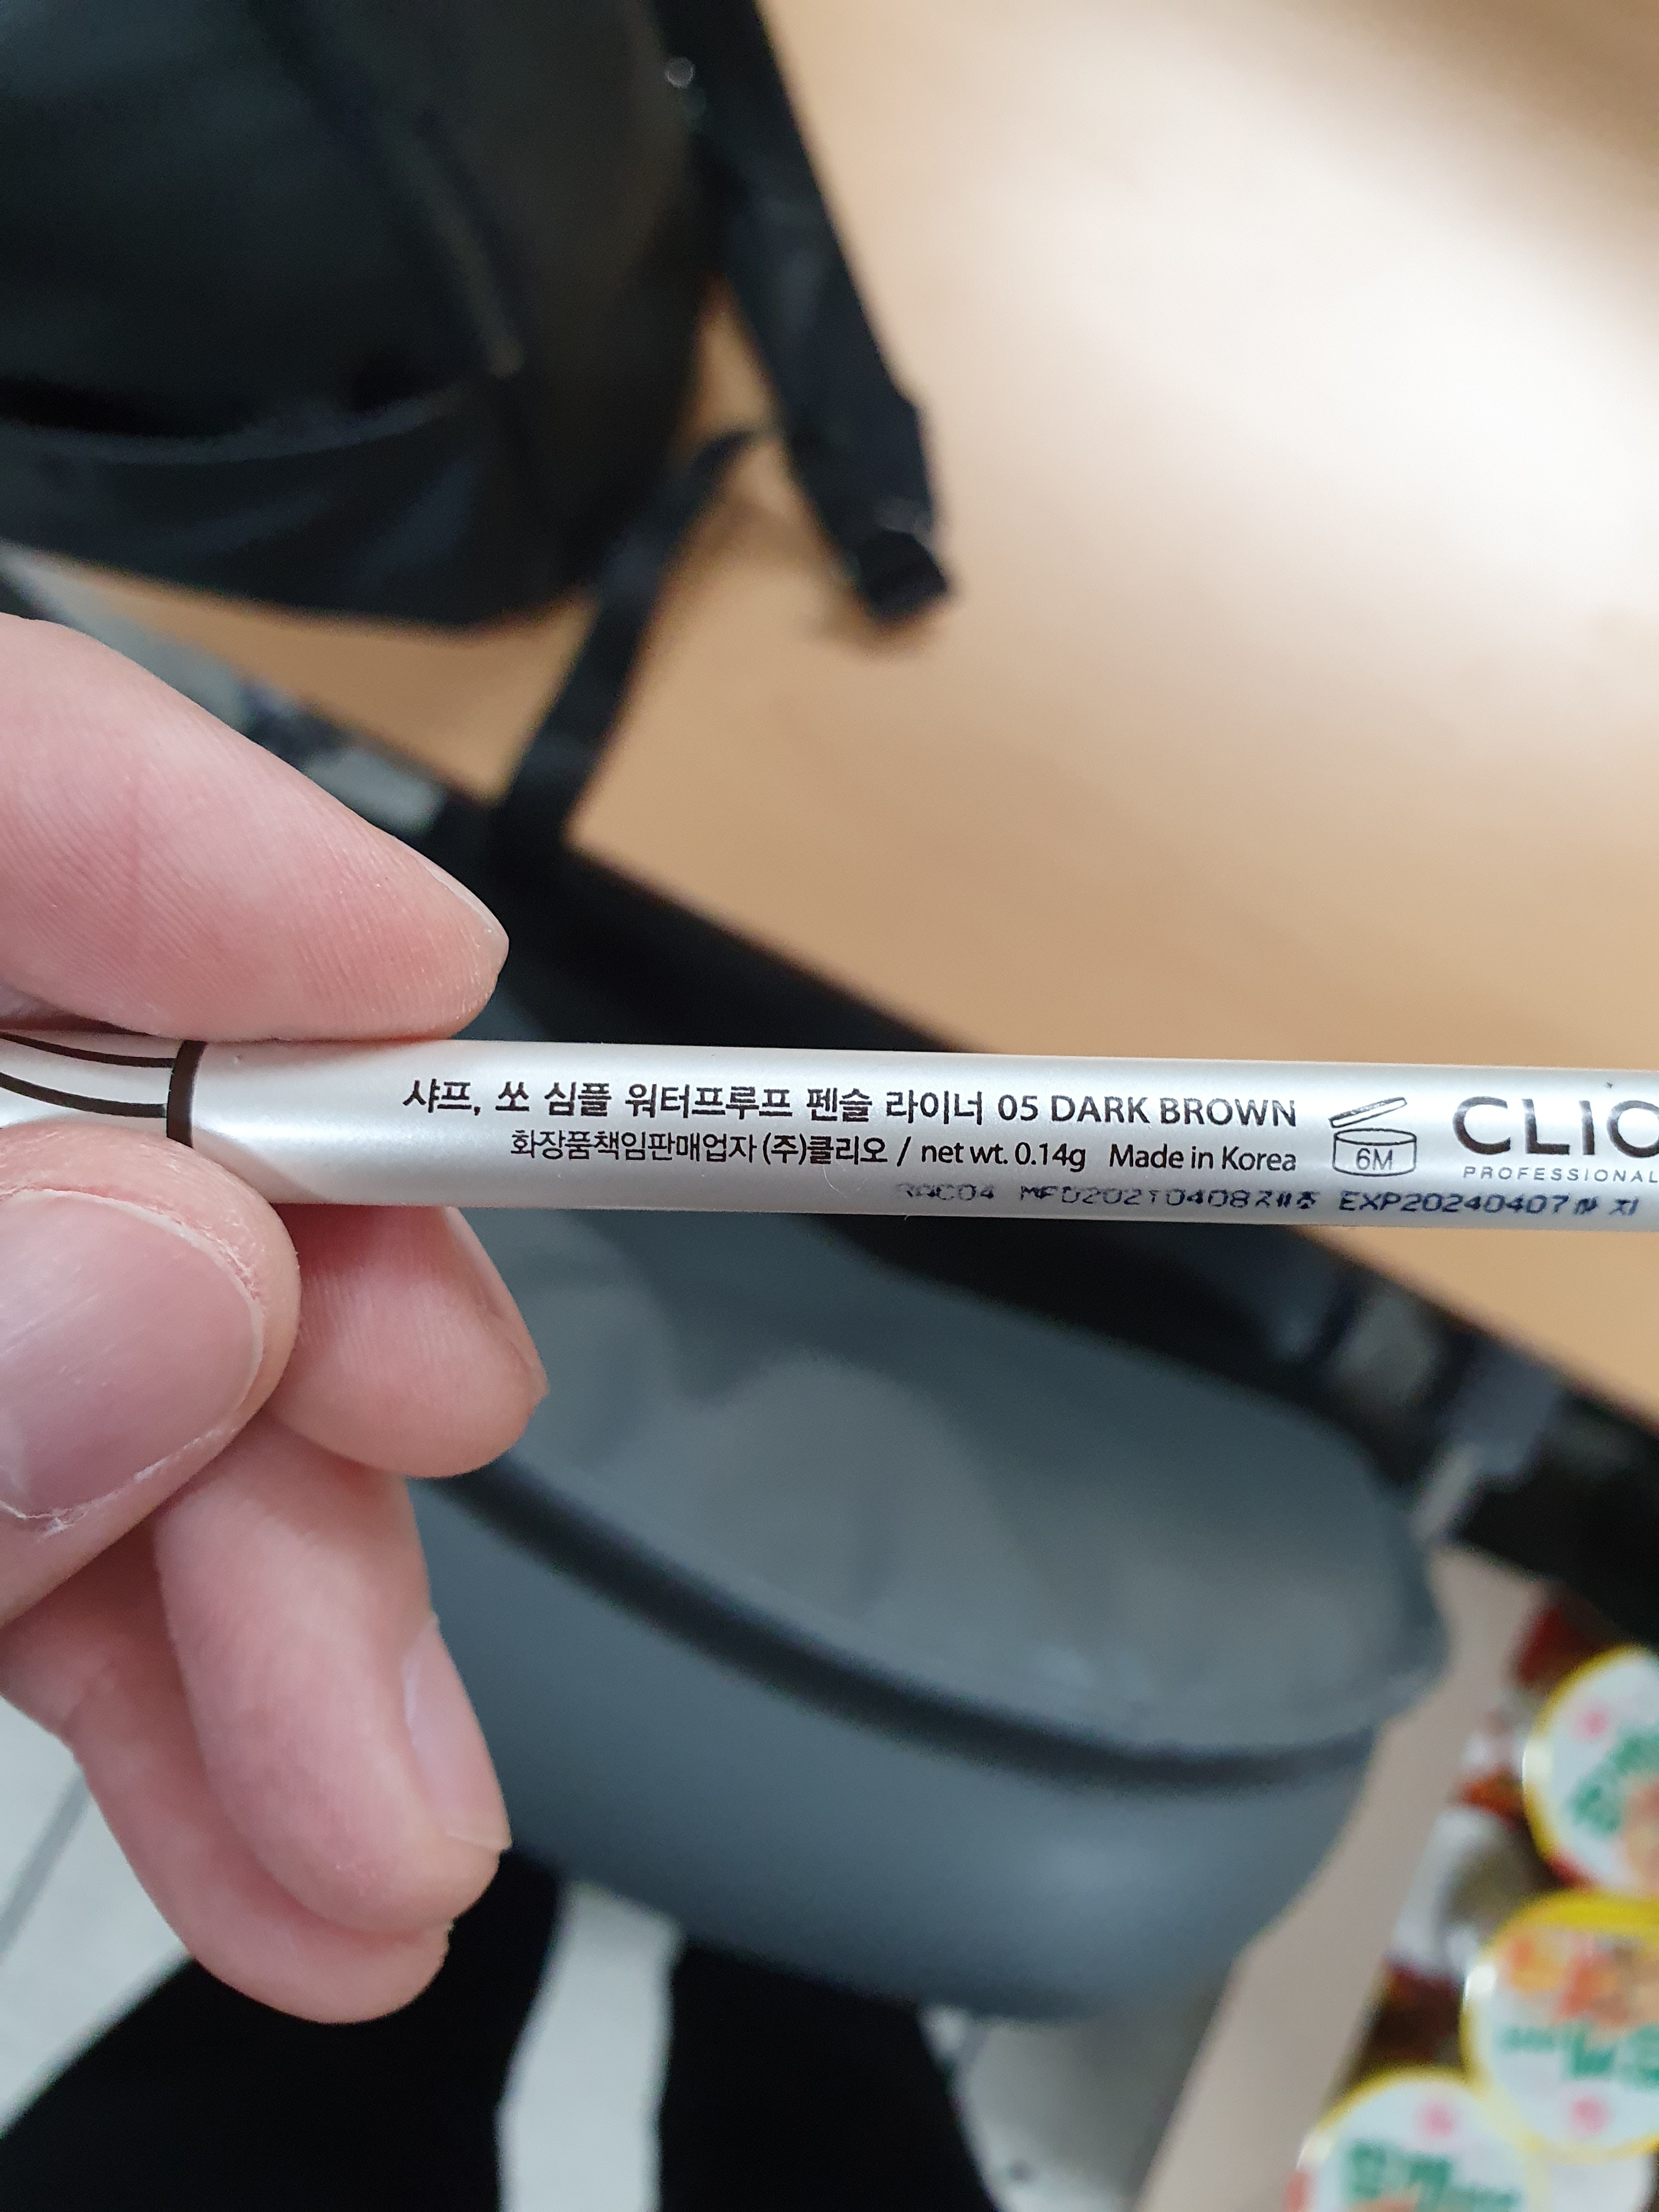 샤프, 쏘 심플 워터프루프 펜슬 라이너 05 DARK BROWN
화장품책임판매업자 (주)클리오 / net wt. 0.14g Made in Korea
6M
CLIO
PROFESSIONAL
MFD20210408제조 EXP20240407까지